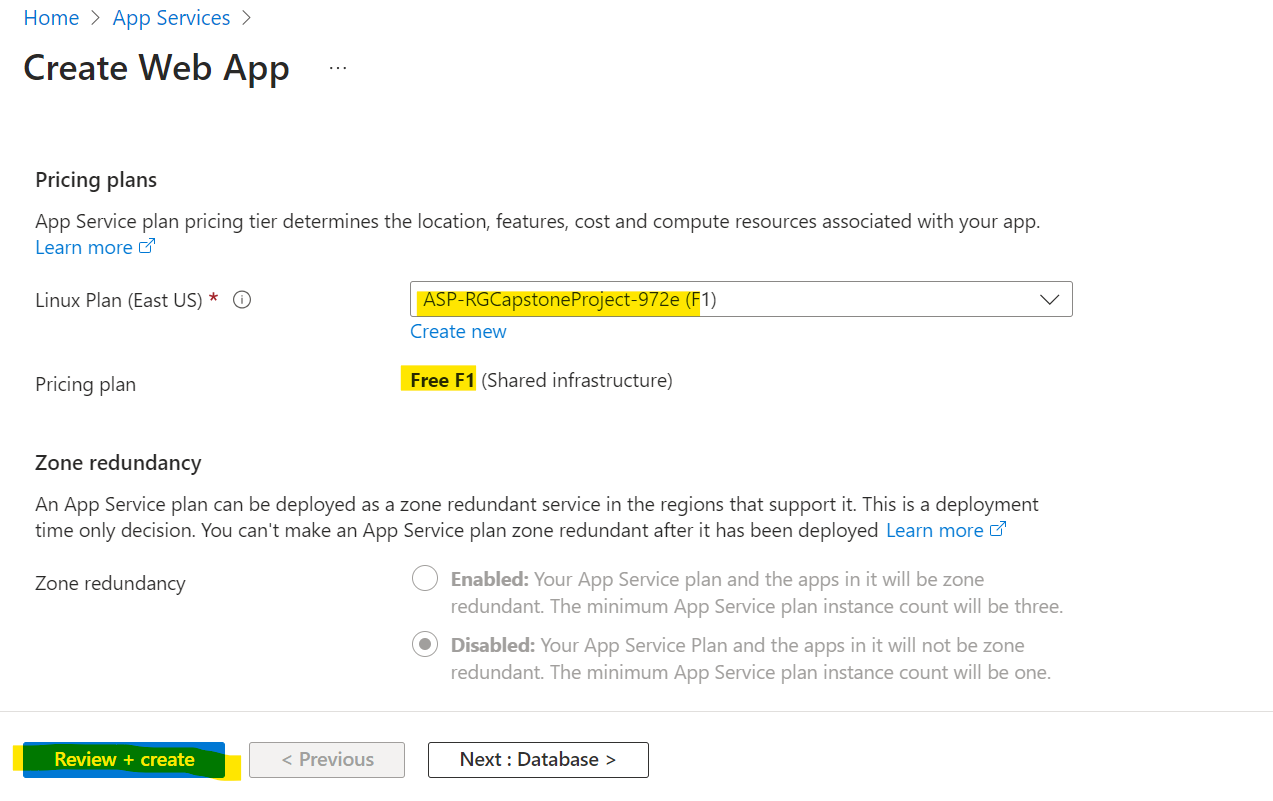 Home > App Services >
Create Web App ...
Pricing plans
App Service plan pricing tier determines the location, features, cost and compute resources associated with your app.
Learn more
Linux Plan (East US) *
ASP-RGCapstoneProject-972e (F1)
Create new
Pricing plan
Free F1 (Shared infrastructure)
Zone redundancy
An App Service plan can be deployed as a zone redundant service in the regions that support it. This is a deployment
time only decision. You can't make an App Service plan zone redundant after it has been deployed Learn more
Zone redundancy
Enabled: Your App Service plan and the apps in it will be zone
redundant. The minimum App Service plan instance count will be three.
Disabled: Your App Service Plan and the apps in it will not be zone
redundant. The minimum App Service plan instance count will be one.
Review + create
< Previous
Next : Database >